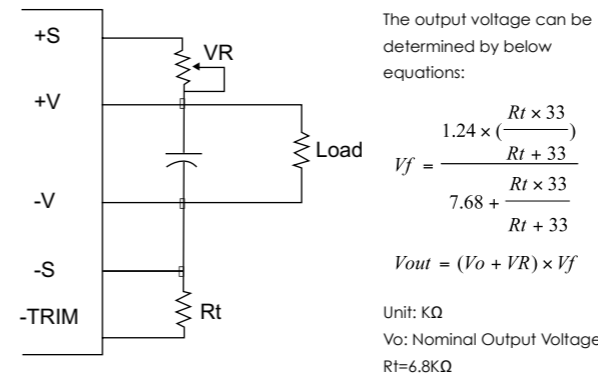 +S
VR
+V
Load
-V
-S
-TRIM
Rt
The output voltage can be
determined by below
equations:
Vf = 1.24 × (Rt × 33 / Rt + 33) / 7.68 + Rt × 33 / Rt + 33
Vout = (Vo + VR) × Vf
Unit: KΩ
Vo: Nominal Output Voltage
Rt=6.8KΩ